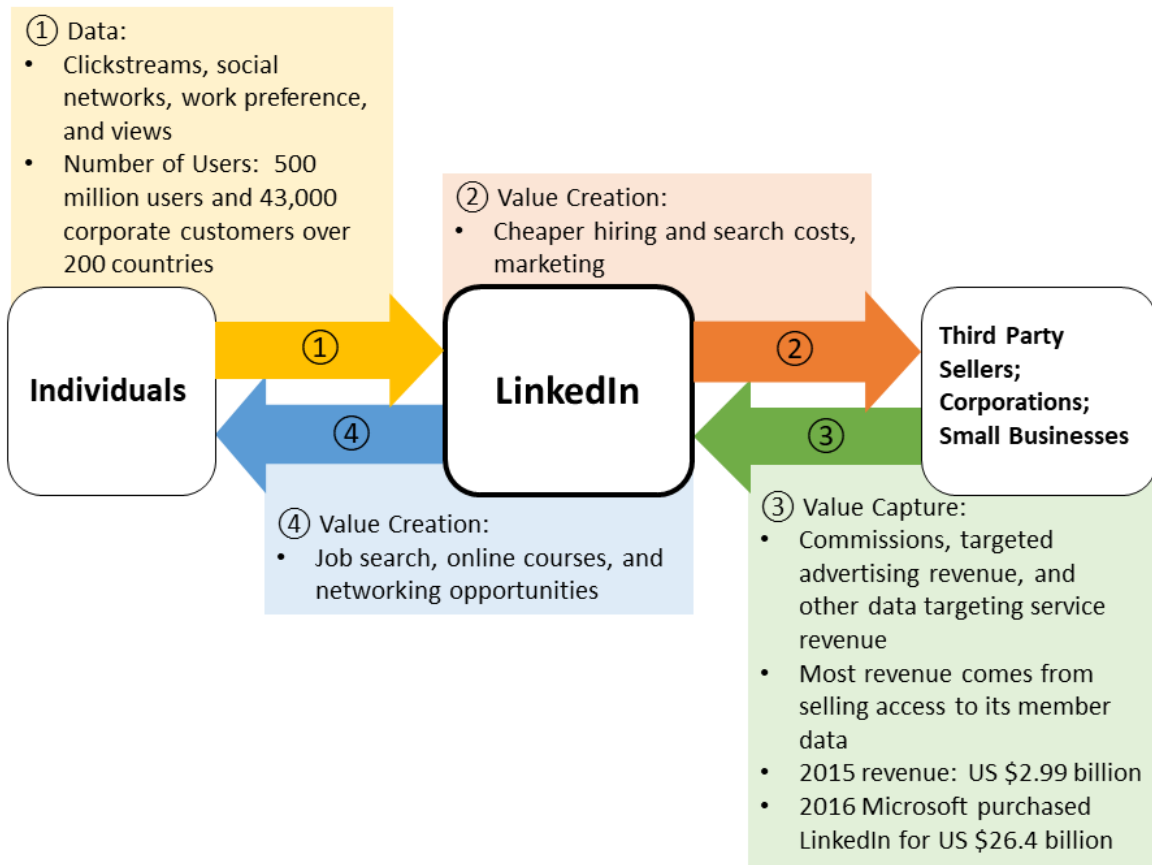 ① Data:
• Clickstreams, social
networks, work preference,
and views
• Number of Users: 500
million users and 43,000
corporate customers over
200 countries
② Value Creation:
• Cheaper hiring and search costs,
marketing
Individuals
①
④
LinkedIn
②
③
Third Party
Sellers;
Corporations;
Small Businesses
④ Value Creation:
• Job search, online courses, and
networking opportunities
③ Value Capture:
• Commissions, targeted
advertising revenue, and
other data targeting service
revenue
• Most revenue comes from
selling access to its member
data
• 2015 revenue: US $2.99 billion
• 2016 Microsoft purchased
LinkedIn for US $26.4 billion